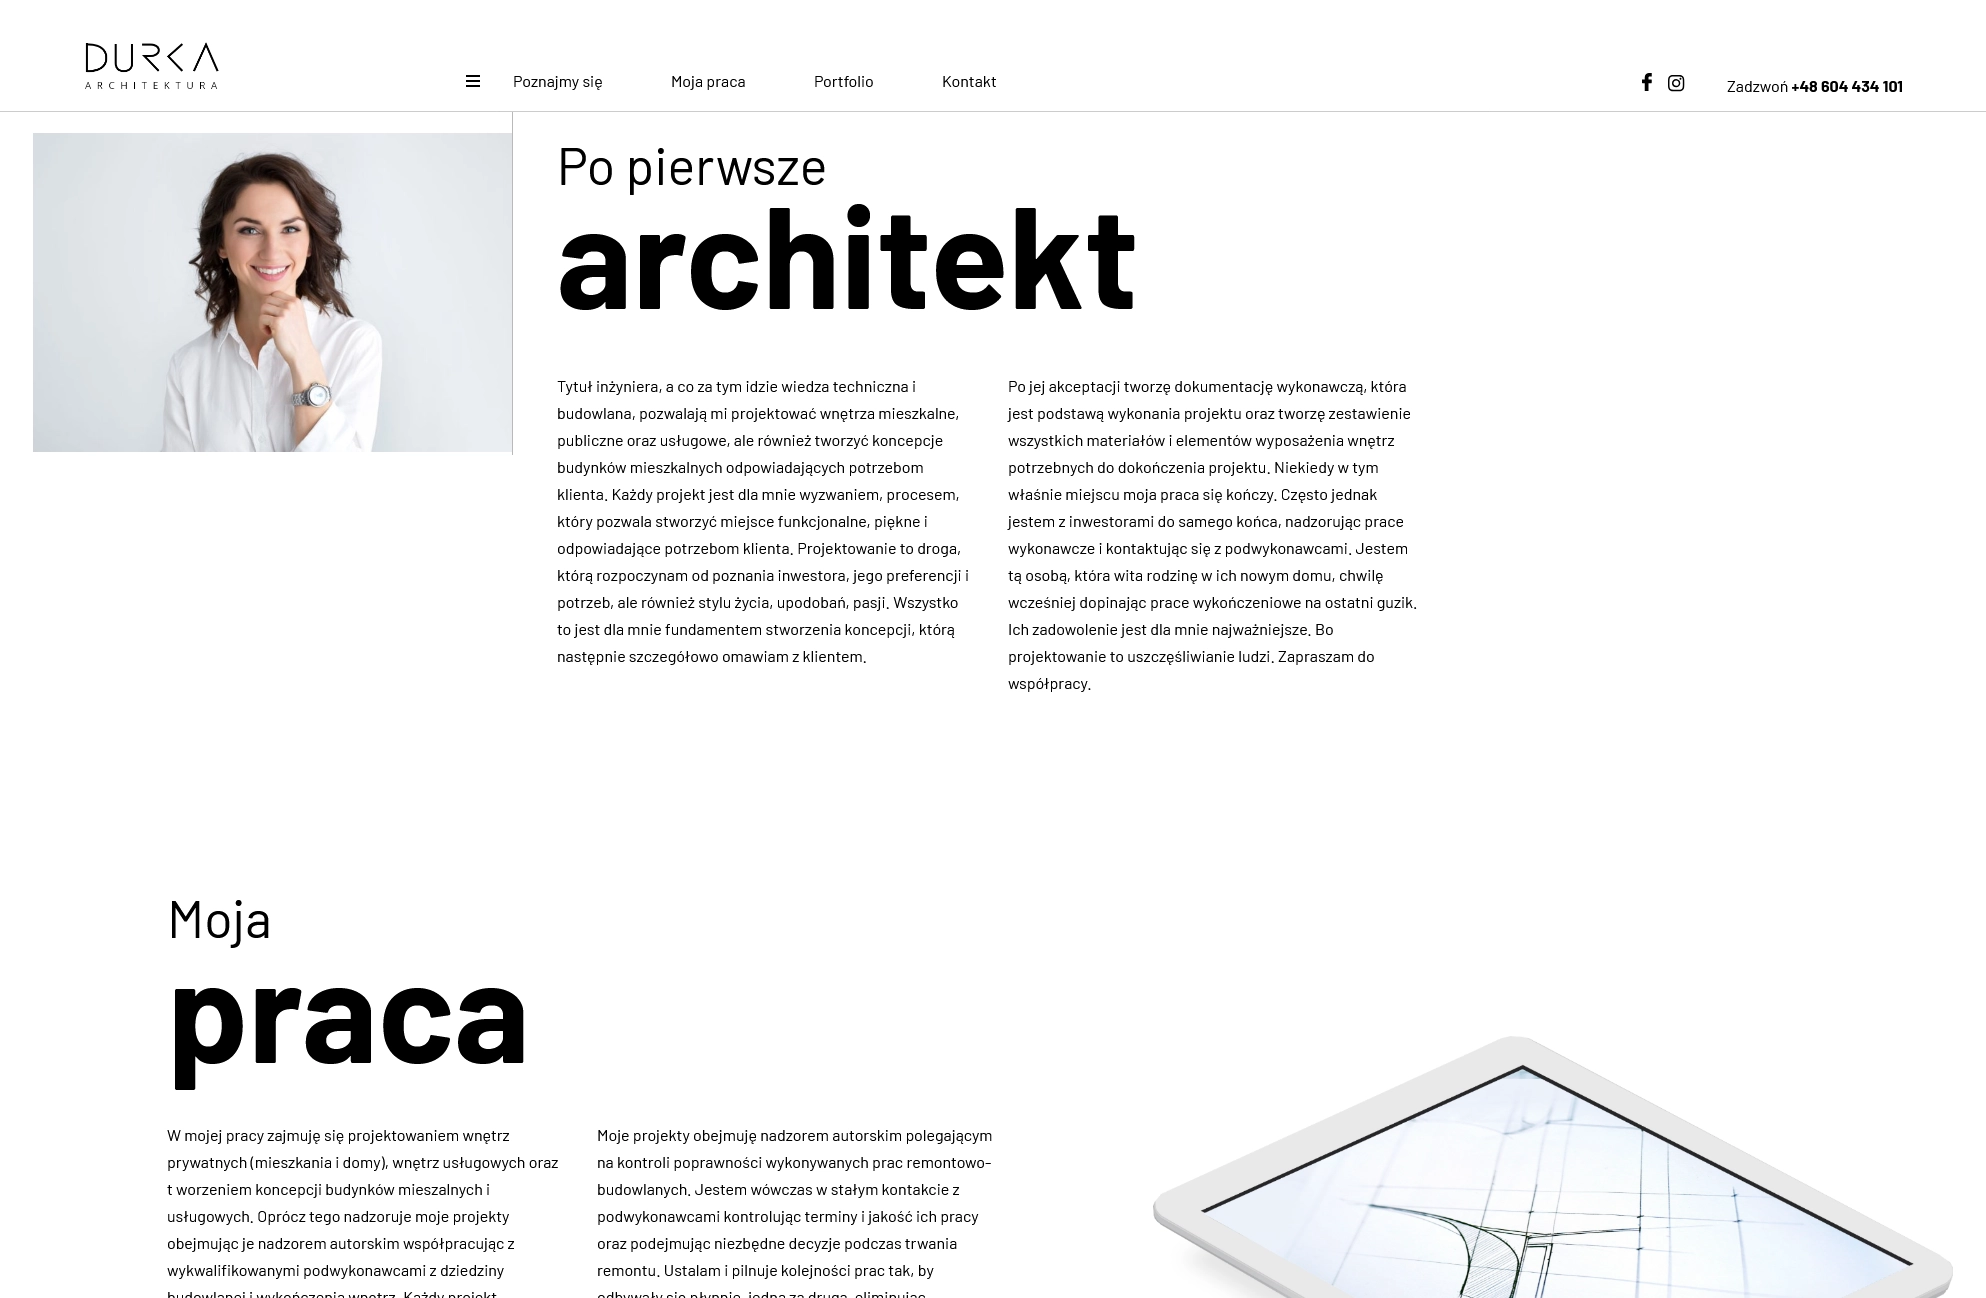 DURKA
ARCHITEKTURA
Poznajmy się
Moja praca
Portfolio
Kontakt
Zadzwoń +48 604 434 101
Po pierwsze
architekt
Tytuł inżyniera, a co za tym idzie wiedza techniczna i
budowlana, pozwalają mi projektować wnętrza mieszkalne,
publiczne oraz usługowe, ale również tworzyć koncepcje
budynków mieszkalnych odpowiadających potrzebom
klienta. Każdy projekt jest dla mnie wyzwaniem, procesem,
który pozwala stworzyć miejsce funkcjonalne, piękne i
odpowiadające potrzebom klienta. Projektowanie to droga,
którą rozpoczynam od poznania inwestora, jego preferencji i
potrzeb, ale również stylu życia, upodobań, pasji. Wszystko
to jest dla mnie fundamentem stworzenia koncepcji, którą
następnie szczegółowo omawiam z klientem.
Po jej akceptacji tworzę dokumentację wykonawczą, która
jest podstawą wykonania projektu oraz tworzę zestawienie
wszystkich materiałów i elementów wyposażenia wnętrz
potrzebnych do dokończenia projektu. Niekiedy w tym
właśnie miejscu moja praca się kończy. Często jednak
jestem z inwestorami do samego końca, nadzorując prace
wykonawcze i kontaktując się z podwykonawcami. Jestem
tą osobą, która wita rodzinę w ich nowym domu, chwilę
wcześniej dopinając prace wykończeniowe na ostatni guzik.
Ich zadowolenie jest dla mnie najważniejsze. Bo
projektowanie to uszczęśliwianie ludzi. Zapraszam do
współpracy.
Moja
praca
W mojej pracy zajmuję się projektowaniem wnętrz
prywatnych (mieszkania i domy), wnętrz usługowych oraz
t worzeniem koncepcji budynków mieszalnych i
usługowych. Oprócz tego nadzoruje moje projekty
obejmując je nadzorem autorskim współpracując z
wykwalifikowanymi podwykonawcami z dziedziny
budowlanej i wykończenia wnętrz. Każdy projekt
Moje projekty obejmuję nadzorem autorskim polegającym
na kontroli poprawności wykonywanych prac remontowo-
budowlanych. Jestem wówczas w stałym kontakcie z
podwykonawcami kontrolując terminy i jakość ich pracy
oraz podejmując niezbędne decyzje podczas trwania
remontu. Ustalam i pilnuje kolejności prac tak, by
odbywały się płynnie, jedna za drugą, eliminując